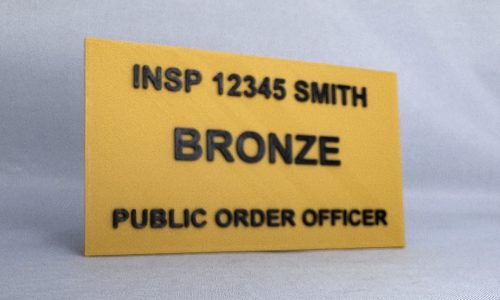 INSP 12345 SMITH
BRONZE
PUBLIC ORDER OFFICER